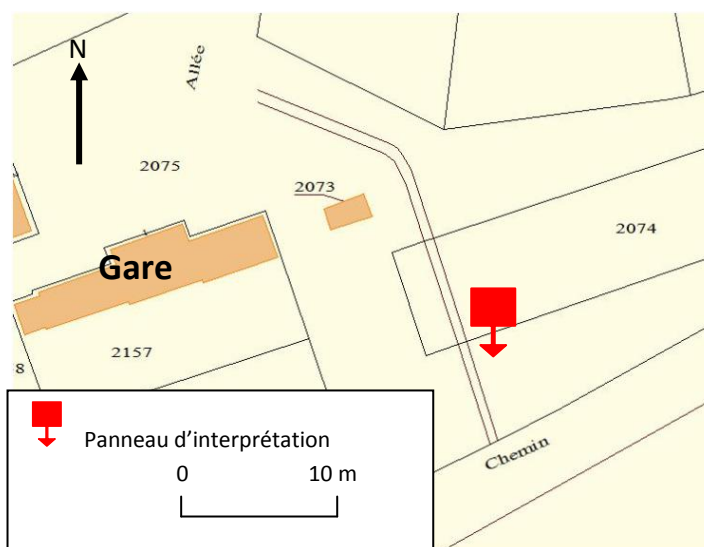 N
Allée
2075
2073
2074
Gare
2157
8
Chemin
Panneau d'interprétation
0 10 m